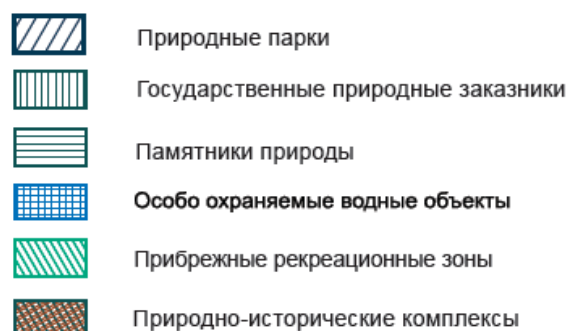 Природные парки
Государственные природные заказники
Памятники природы
Особо охраняемые водные объекты
Прибрежные рекреационные зоны
Природно-исторические комплексы